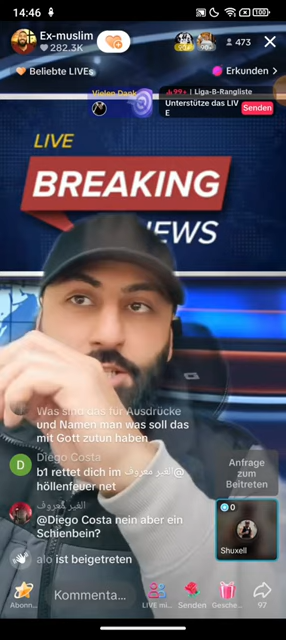 14:46
100
Ex-muslim
282.3K
473
Beliebte LIVEs
Erkunden >
Vielen Dank
99+ | Liga-B-Rangliste
Unterstütze das LIV
E
Senden
LIVE
BREAKING
NEWS
Was sind das für Ausdrücke
und Namen man was soll das
mit Gott zutun haben
Diego Costa
b1 rettet dich im @الغير معروف
höllenfeuer net
الغير معروف
@Diego Costa nein aber ein
Schienbein?
alo ist beigetreten
Anfrage
zum
Beitreten
0
Shuxell
Kommenta...
Abonn...
LIVE mi...
Senden
Gesche...
97